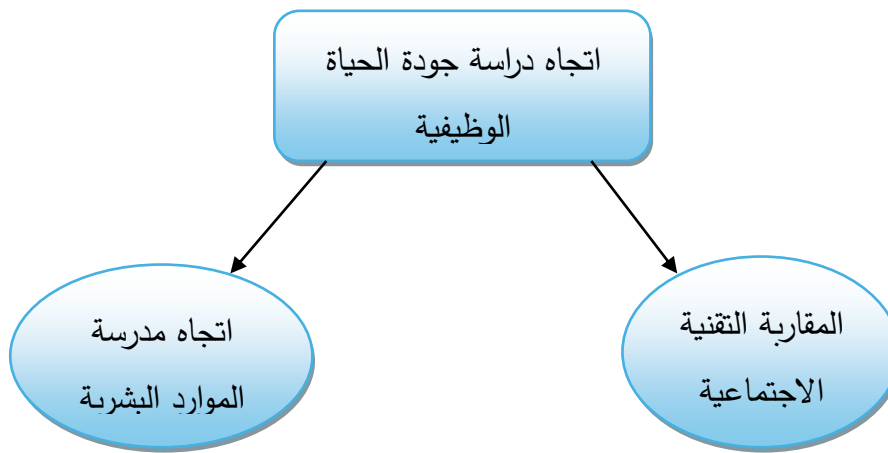 اتجاه دراسة جودة الحياة
الوظيفية
المقاربة التقنية
الاجتماعية
اتجاه مدرسة
الموارد البشرية